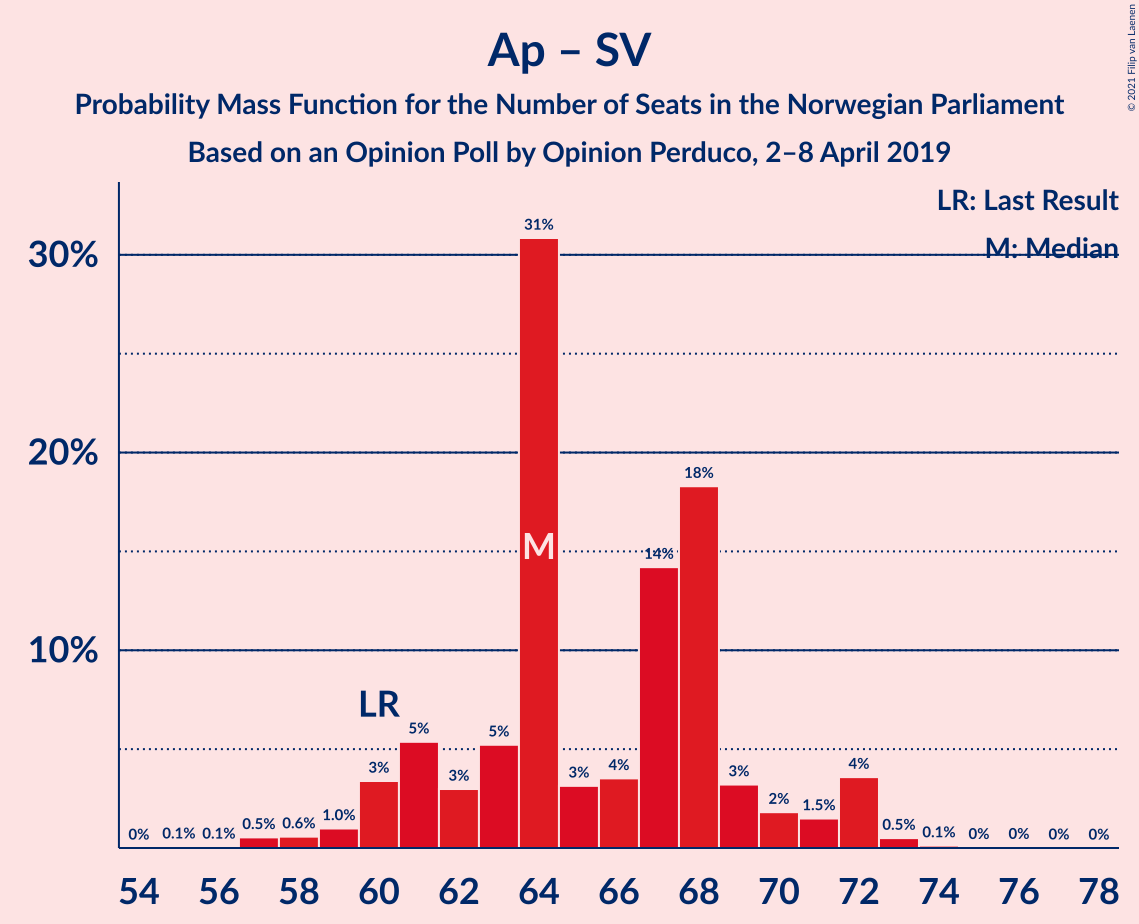 Ap – SV
Probability Mass Function for the Number of Seats in the Norwegian Parliament
Based on an Opinion Poll by Opinion Perduco, 2–8 April 2019
© 2021 Filip van Laenen
LR: Last Result
M: Median
30%
20%
10%
0% 0.1% 0.1% 0.5% 0.6% 1.0% 3% 5% 3% 5% 31% 3% 4% 14% 18% 3% 2% 1.5% 4% 0.5% 0.1% 0% 0% 0% 0%
LR
M
54 56 58 60 62 64 66 68 70 72 74 76 78